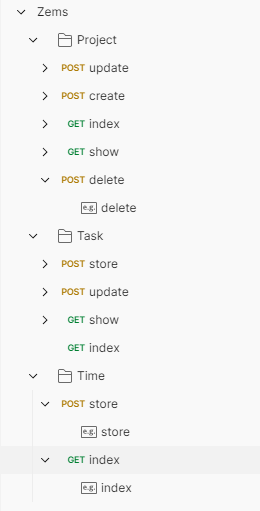 Zems
Project
POST update
POST create
GET index
GET show
POST delete
e.g. delete
Task
POST store
POST update
GET show
GET index
Time
POST store
e.g. store
GET index
e.g. index